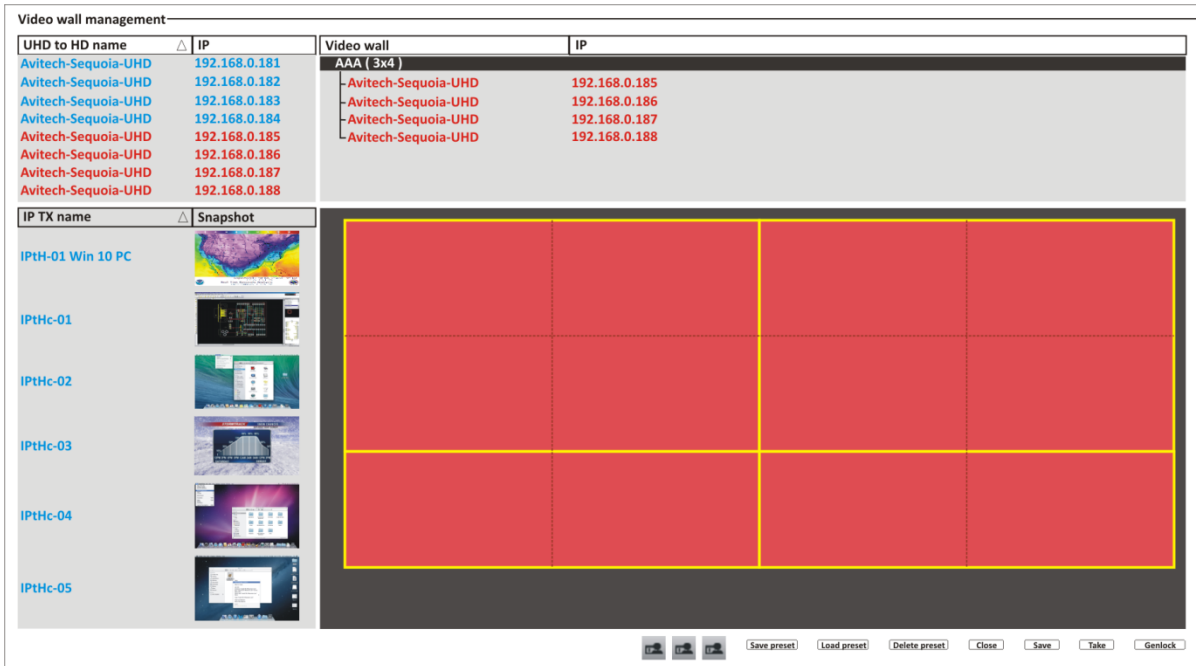 Video wall management
UHD to HD name △ IP
Avitech-Sequoia-UHD 192.168.0.181
Avitech-Sequoia-UHD 192.168.0.182
Avitech-Sequoia-UHD 192.168.0.183
Avitech-Sequoia-UHD 192.168.0.184
Avitech-Sequoia-UHD 192.168.0.185
Avitech-Sequoia-UHD 192.168.0.186
Avitech-Sequoia-UHD 192.168.0.187
Avitech-Sequoia-UHD 192.168.0.188
Video wall IP
AAA ( 3x4 )
Avitech-Sequoia-UHD 192.168.0.185
Avitech-Sequoia-UHD 192.168.0.186
Avitech-Sequoia-UHD 192.168.0.187
Avitech-Sequoia-UHD 192.168.0.188
IP TX name △ Snapshot
IPtH-01 Win 10 PC
IPtHc-01
IPtHc-02
IPtHc-03
IPtHc-04
IPtHc-05
Save preset Load preset Delete preset Close Save Take Genlock